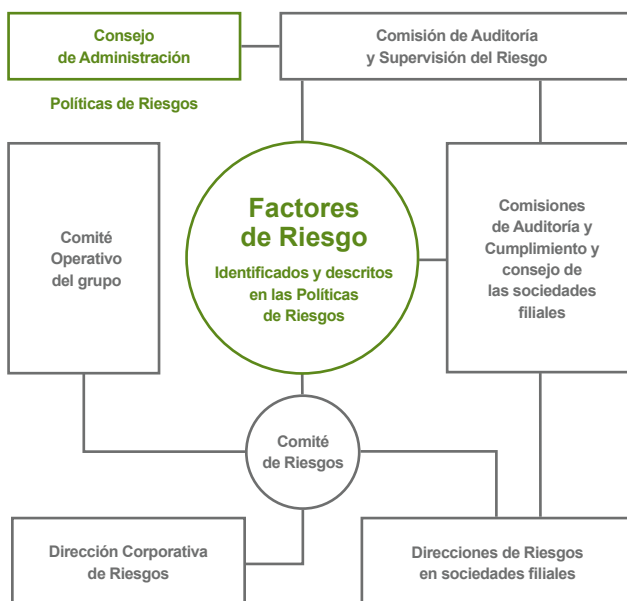 Consejo
de Administración
Comisión de Auditoría
y Supervisión del Riesgo
Políticas de Riesgos
Comité
Operativo
del grupo
Factores
de Riesgo
Identificados y descritos
en las Políticas
de Riesgos
Comisiones
de Auditoría y
Cumplimiento y
consejo de
las sociedades
filiales
Comité
de Riesgos
Dirección Corporativa
de Riesgos
Direcciones de Riesgos
en sociedades filiales